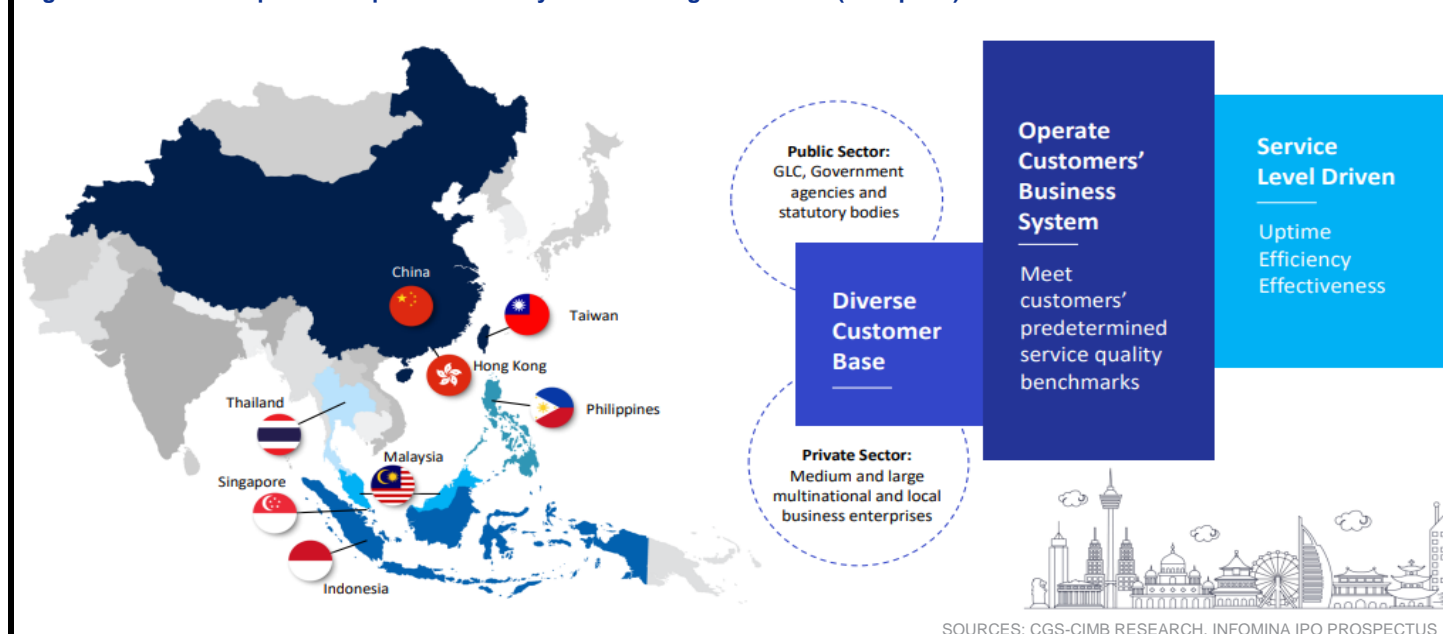 China
Taiwan
Hong Kong
Philippines
Thailand
Malaysia
Singapore
Indonesia
Public Sector:
GLC, Government
agencies and
statutory bodies
Diverse
Customer
Base
Private Sector:
Medium and large
multinational and local
business enterprises
Operate
Customers’
Business
System
Meet
customers’
predetermined
service quality
benchmarks
Service
Level Driven
Uptime
Efficiency
Effectiveness
SOURCES: CGS-CIMB RESEARCH, INFOMINA IPO PROSPECTUS